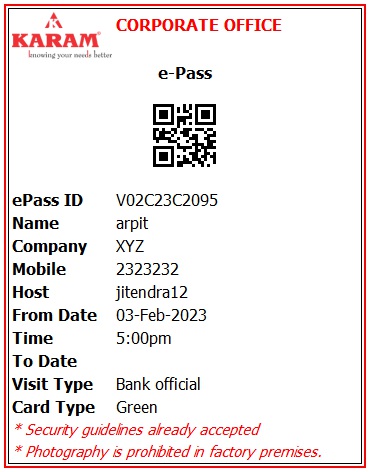 CORPORATE OFFICE
KARAM®
knowing your needs better
e-Pass
ePass ID V02C23C2095
Name arpit
Company XYZ
Mobile 2323232
Host jitendra12
From Date 03-Feb-2023
Time 5:00pm
To Date
Visit Type Bank official
Card Type Green
* Security guidelines already accepted
* Photography is prohibited in factory premises.